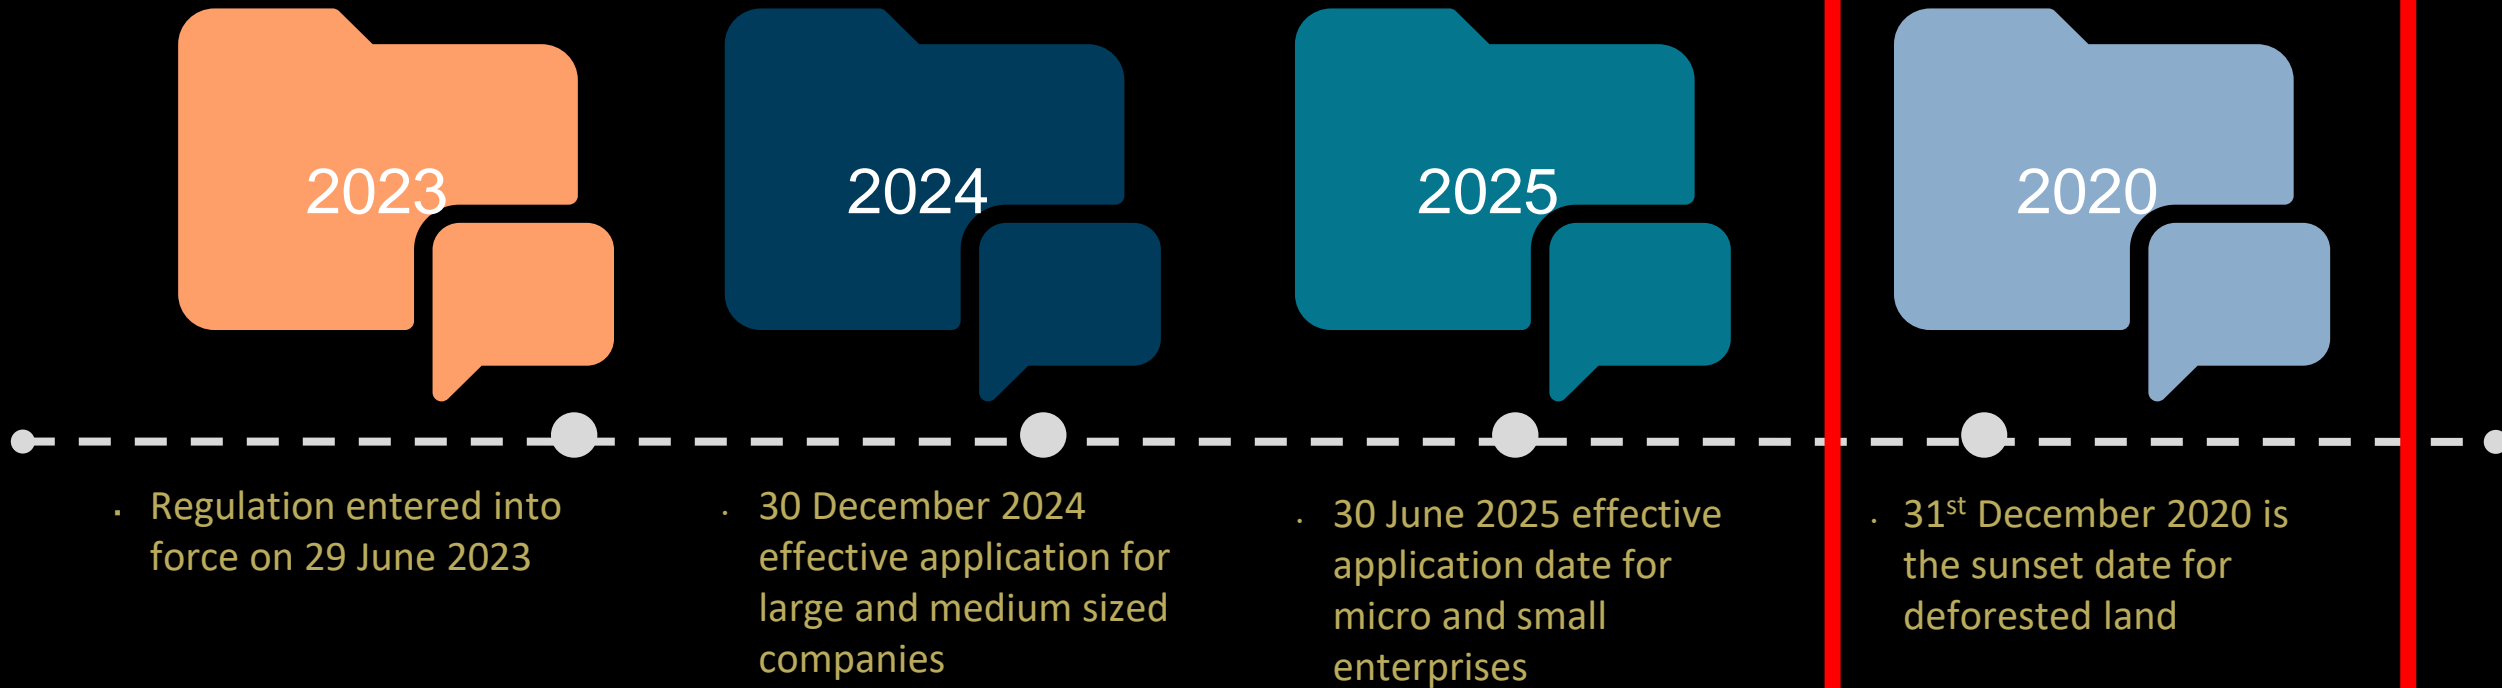 2023
2024
2025
2020
· Regulation entered into
force on 29 June 2023
· 30 December 2024
effective application for
large and medium sized
companies
· 30 June 2025 effective
application date for
micro and small
enterprises
· 31st December 2020 is
the sunset date for
deforested land